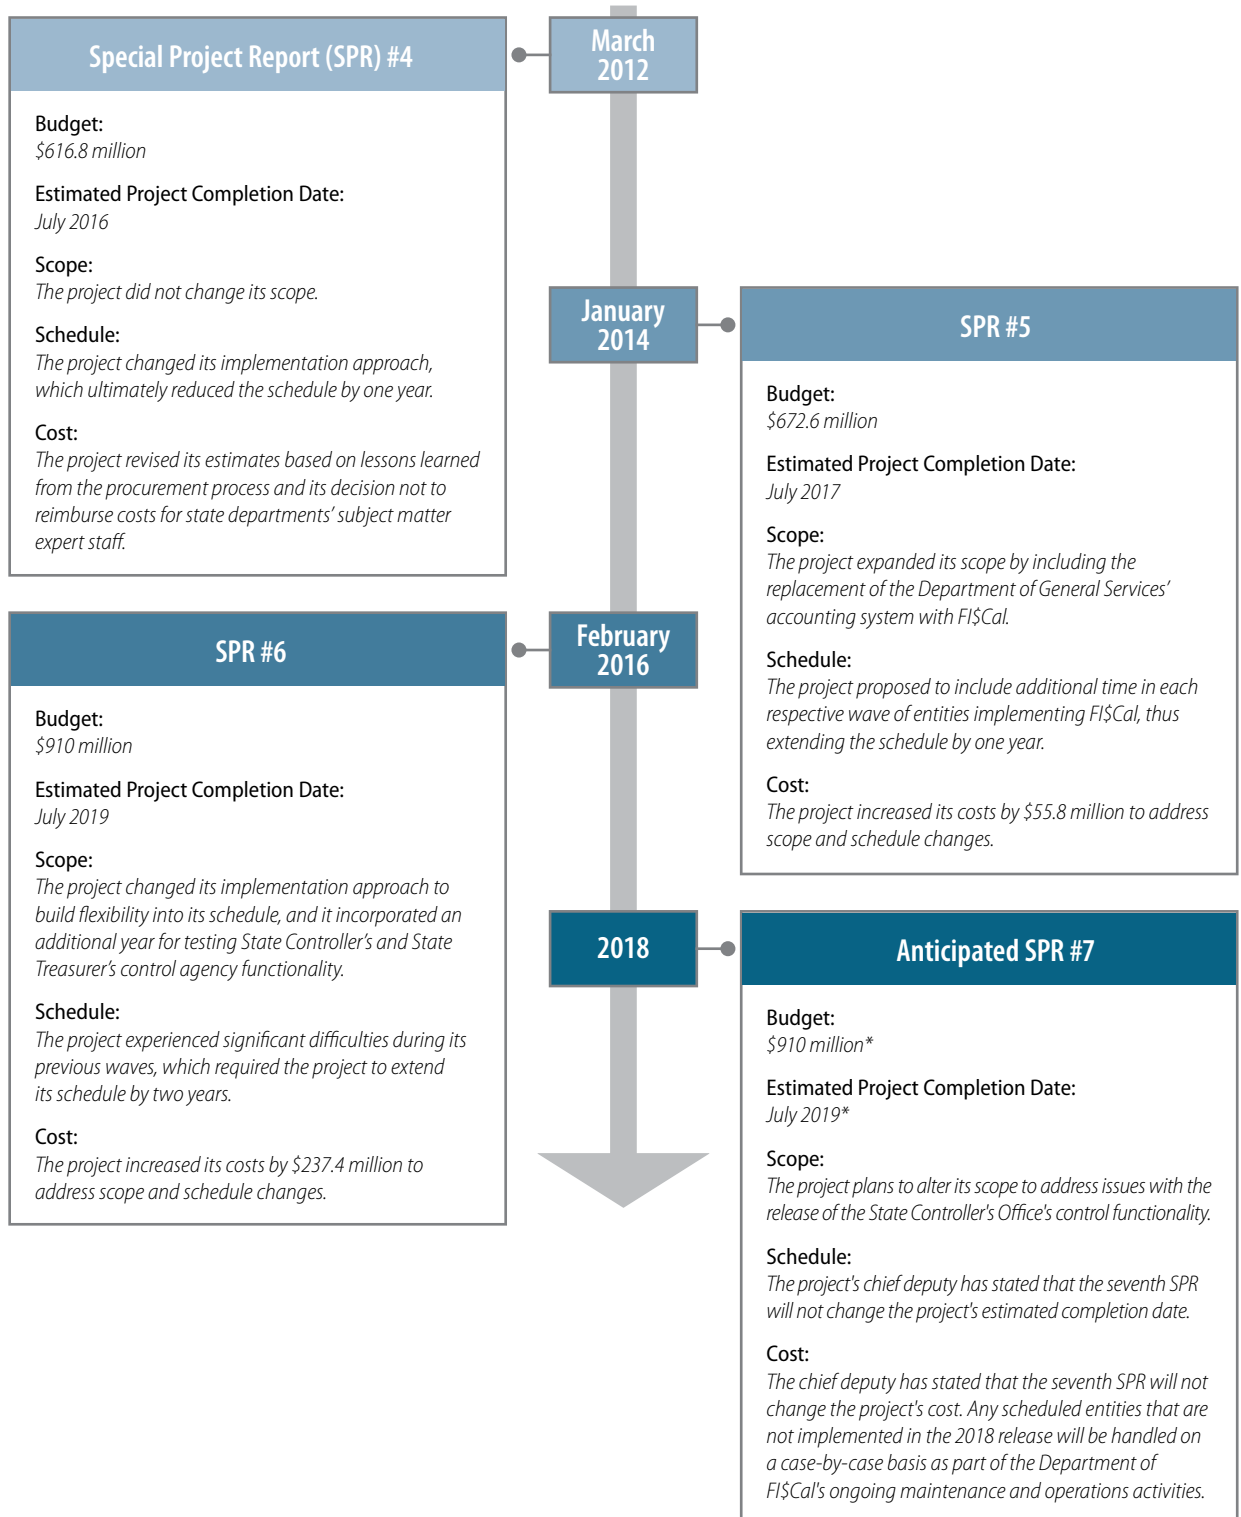 Special Project Report (SPR) #4
March
2012
Budget:
$616.8 million
Estimated Project Completion Date:
July 2016
Scope:
The project did not change its scope.
Schedule:
The project changed its implementation approach,
which ultimately reduced the schedule by one year.
Cost:
The project revised its estimates based on lessons learned
from the procurement process and its decision not to
reimburse costs for state departments’ subject matter
expert staff.
January
2014
SPR #5
Budget:
$672.6 million
Estimated Project Completion Date:
July 2017
Scope:
The project expanded its scope by including the
replacement of the Department of General Services’
accounting system with FI$Cal.
Schedule:
The project proposed to include additional time in each
respective wave of entities implementing FI$Cal, thus
extending the schedule by one year.
Cost:
The project increased its costs by $55.8 million to address
scope and schedule changes.
SPR #6
February
2016
Budget:
$910 million
Estimated Project Completion Date:
July 2019
Scope:
The project changed its implementation approach to
build flexibility into its schedule, and it incorporated an
additional year for testing State Controller’s and State
Treasurer’s control agency functionality.
Schedule:
The project experienced significant difficulties during its
previous waves, which required the project to extend
its schedule by two years.
Cost:
The project increased its costs by $237.4 million to
address scope and schedule changes.
2018
Anticipated SPR #7
Budget:
$910 million*
Estimated Project Completion Date:
July 2019*
Scope:
The project plans to alter its scope to address issues with the
release of the State Controller's Office's control functionality.
Schedule:
The project's chief deputy has stated that the seventh SPR
will not change the project's estimated completion date.
Cost:
The chief deputy has stated that the seventh SPR will not
change the project's cost. Any scheduled entities that are
not implemented in the 2018 release will be handled on
a case-by-case basis as part of the Department of
FI$Cal's ongoing maintenance and operations activities.